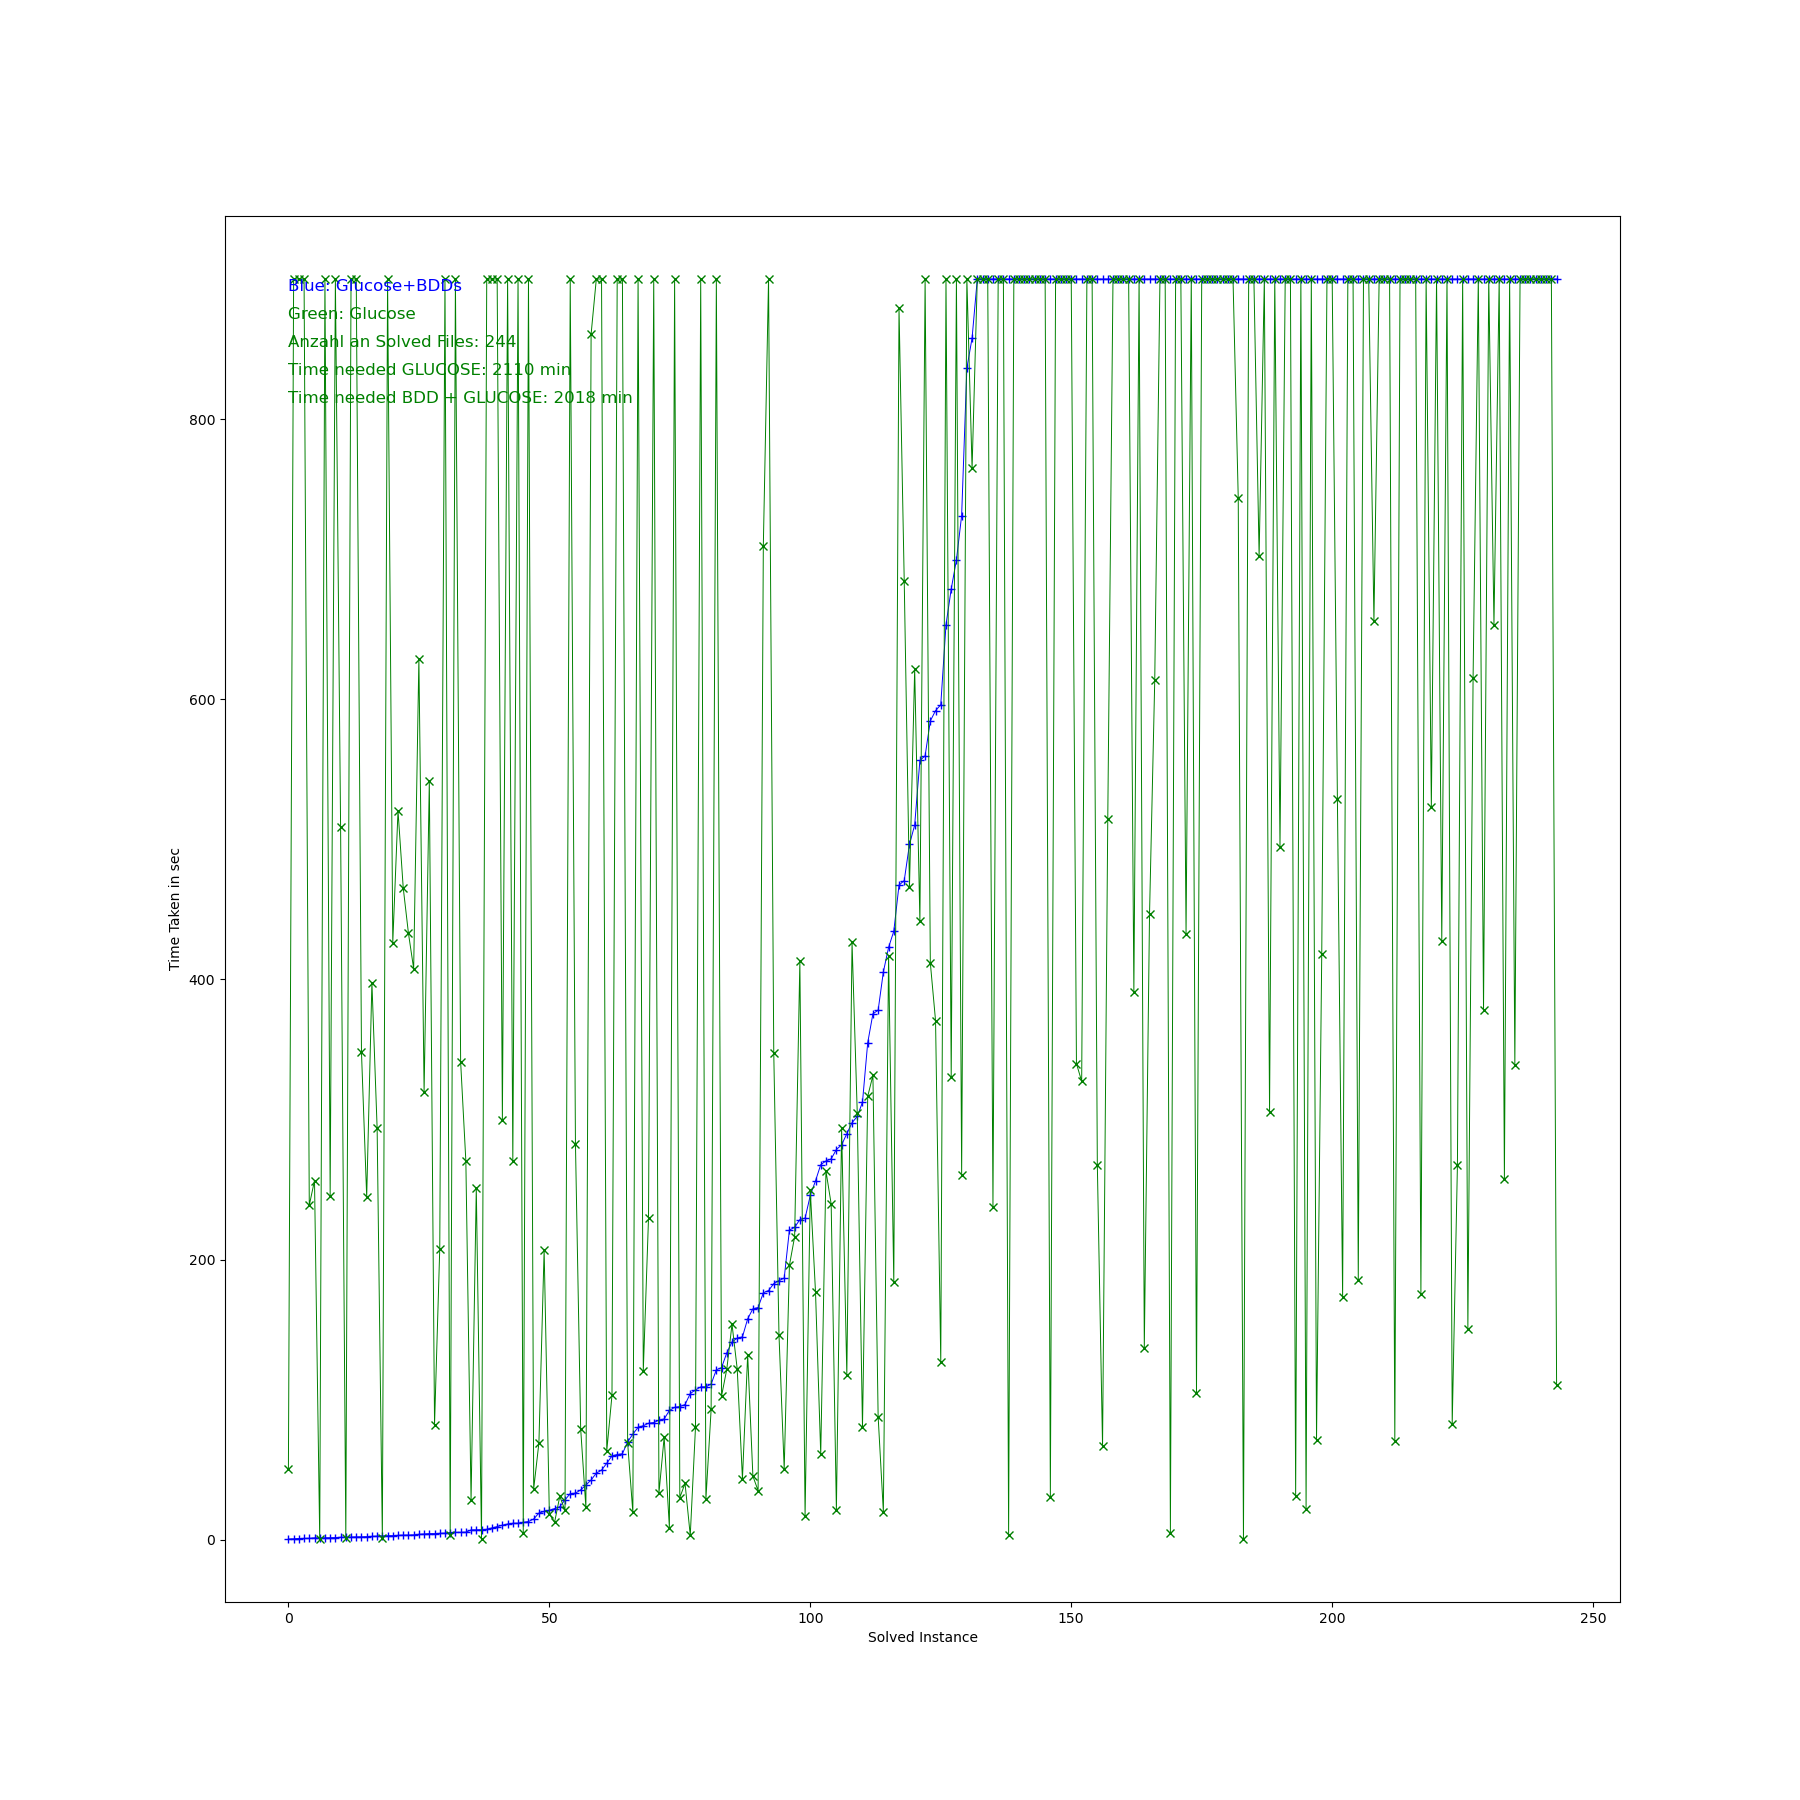 Blue: Glucose+BDDs
Green: Glucose
Anzahl an Solved Files: 244
Time needed GLUCOSE: 2110 min
Time needed BDD + GLUCOSE: 2018 min
800
600
400
200
0
Time Taken in sec
0 50 100 150 200 250
Solved Instance